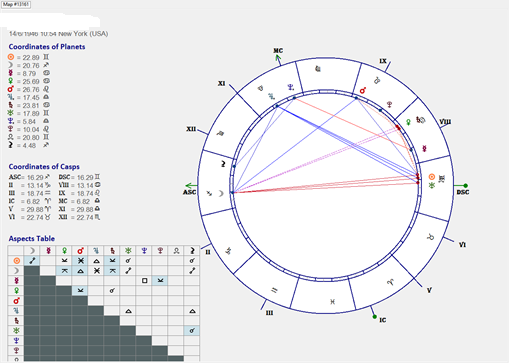 Map #13161
14/6/1946 10:54 New York (USA)
Coordinates of Planets
☉ = 22.89 ♊
☽ = 20.76 ♐
☿ = 8.79 ♋
♀ = 25.69 ♋
♂ = 26.76 ♌
♃ = 17.45 ♎
♄ = 23.81 ♋
♅ = 17.89 ♊
♆ = 5.84 ♎
♇ = 10.04 ♌
☊ = 20.80 ♊
= 4.48 ♐
Coordinates of Casps
ASC= 16.29 ♐ DSC= 16.29 ♊
II = 13.14 ♑ VIII = 13.14 ♋
III = 18.74 ♒ IX = 18.74 ♌
IC = 6.82 ♈ MC = 6.82 ♎
V = 29.88 ♈ XI = 29.88 ♎
VI = 22.74 ♉ XII = 22.74 ♏
Aspects Table
MC
IX
XI
VIII
XII
ASC
DSC
II
VI
III
IC
V